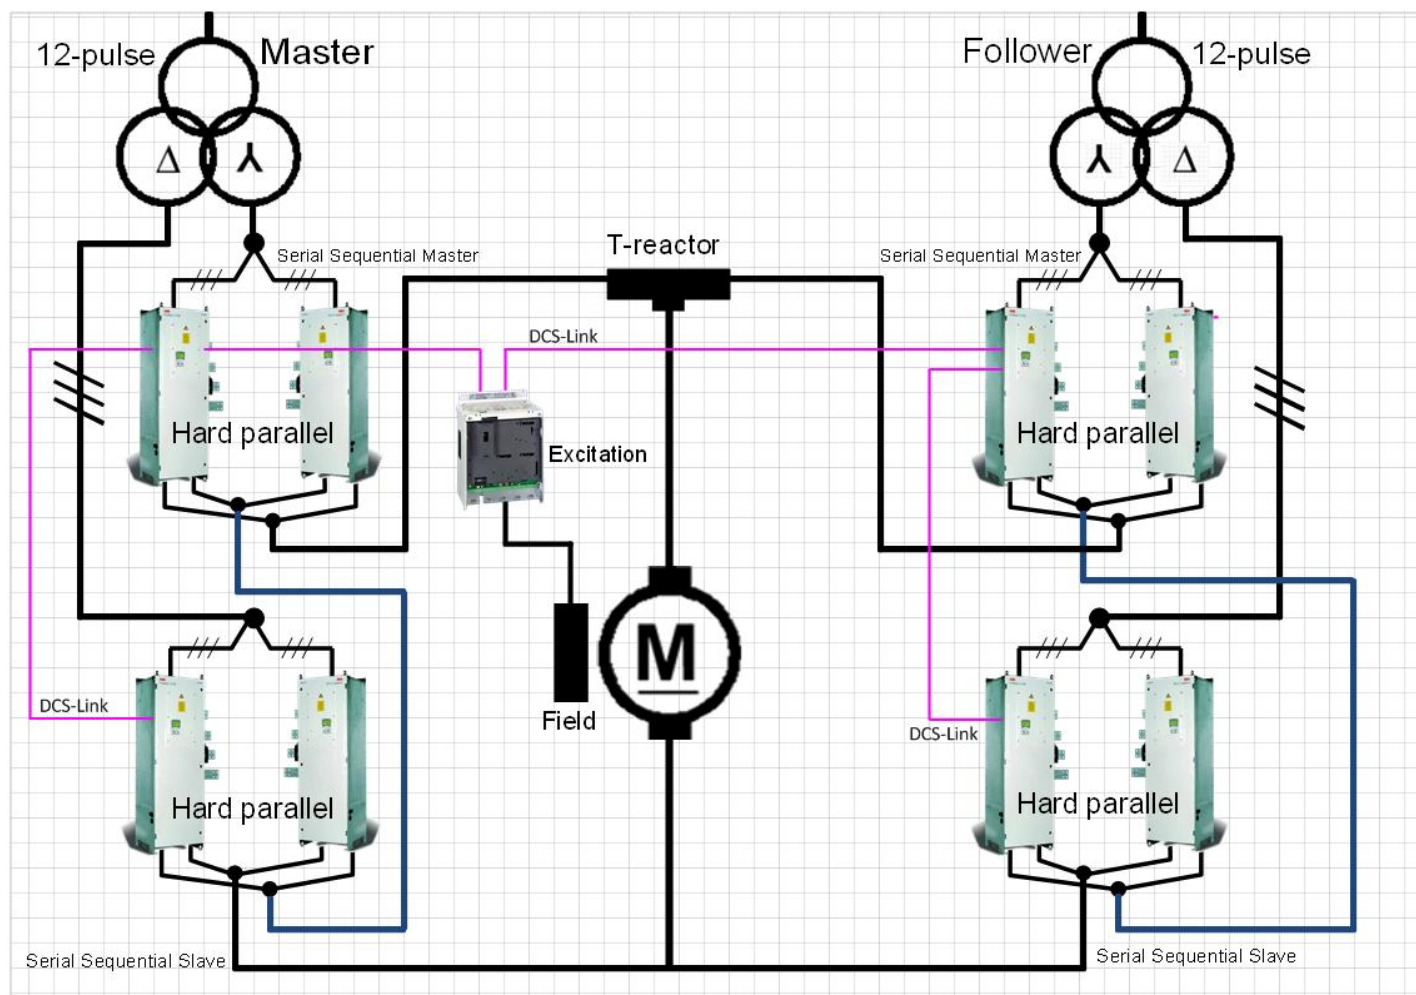 12-pulse
Master
Follower
12-pulse
Δ
Y
Y
Δ
Serial Sequential Master
T-reactor
Serial Sequential Master
DCS-Link
Hard parallel
Excitation
Hard parallel
M
DCS-Link
Field
DCS-Link
Hard parallel
Hard parallel
Serial Sequential Slave
Serial Sequential Slave